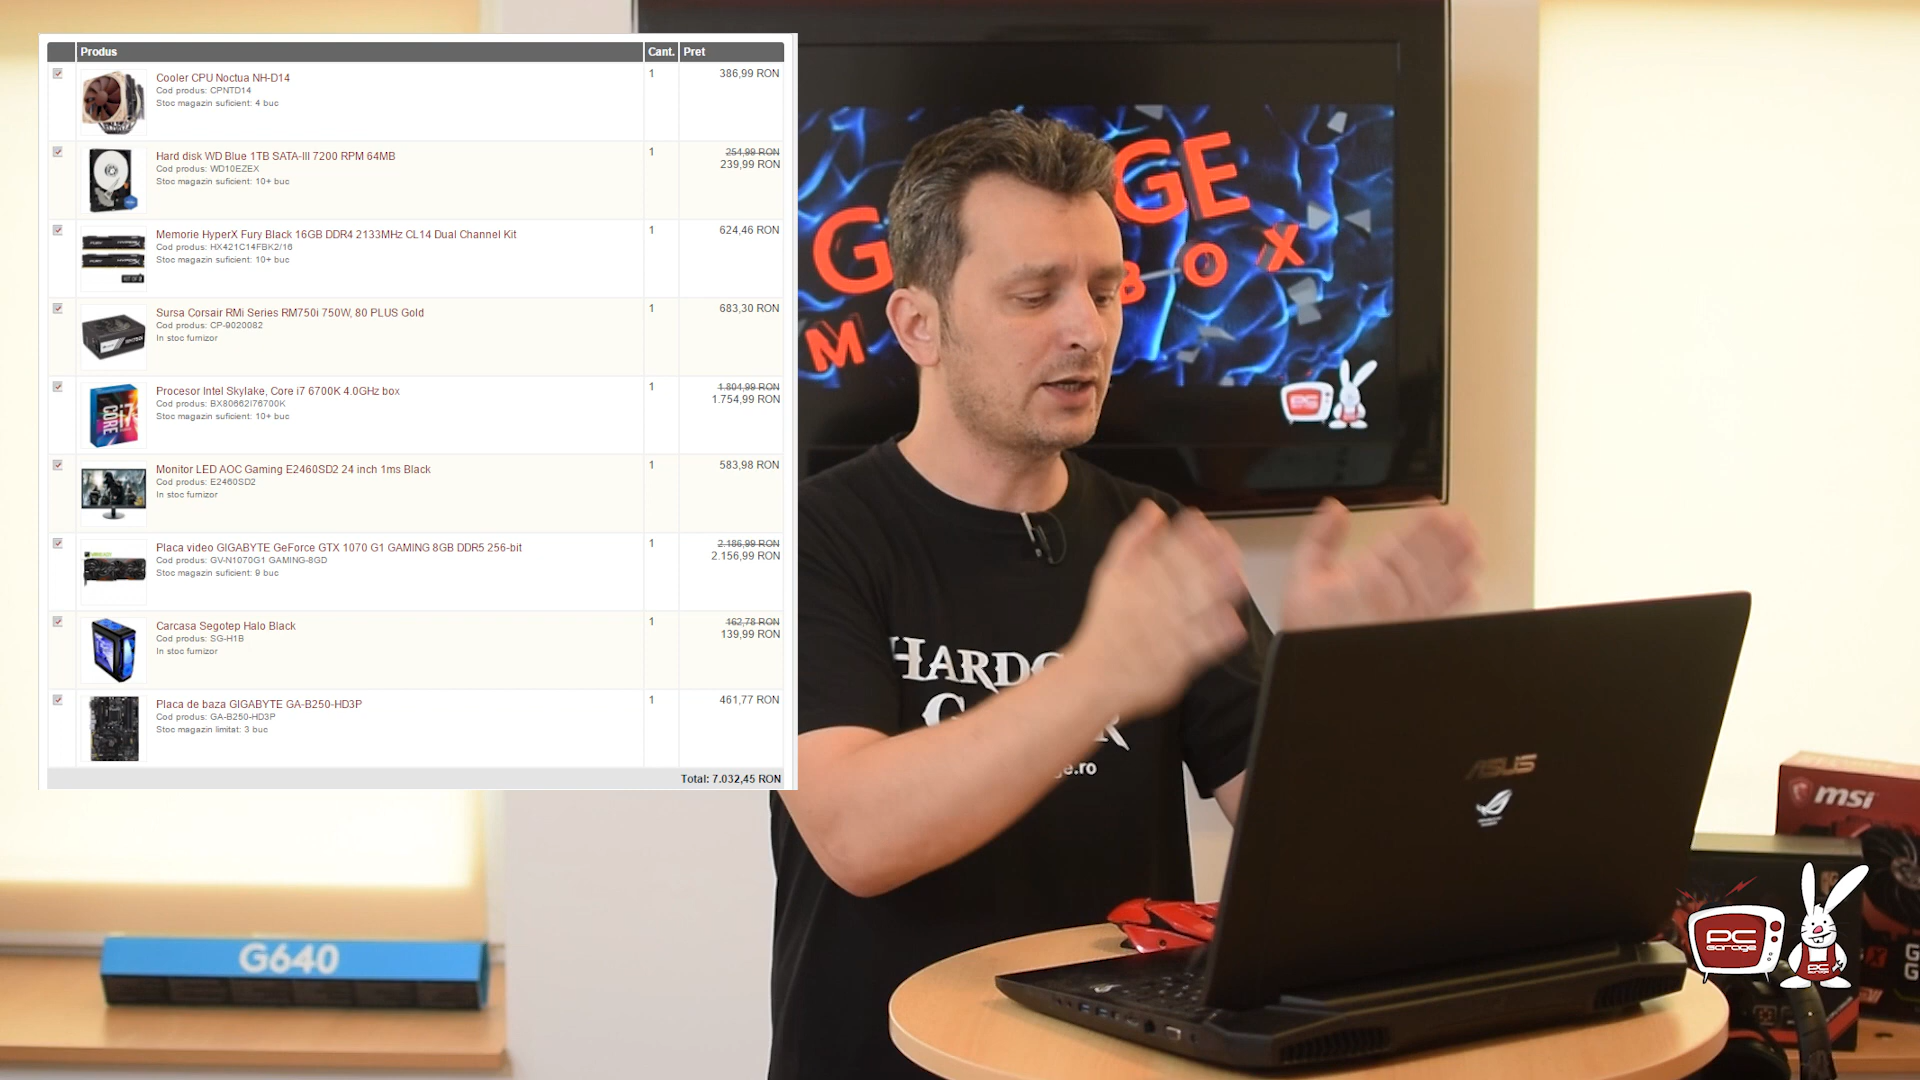 Produs Cant. Pret
Cooler CPU Noctua NH-D14 1 386,99 RON
Cod produs: CPNTD14
Stoc magazin suficient: 4 buc
Hard disk WD Blue 1TB SATA-III 7200 RPM 64MB 1 254,99 RON
239,99 RON
Cod produs: WD10EZEX
Stoc magazin suficient: 10+ buc
Memorie HyperX Fury Black 16GB DDR4 2133MHz CL14 Dual Channel Kit 1 624,46 RON
Cod produs: HX421C14FBK2/16
Stoc magazin suficient: 10+ buc
Sursa Corsair RMi Series RM750i 750W, 80 PLUS Gold 1 683,30 RON
Cod produs: CP-9020082
In stoc furnizor
Procesor Intel Skylake, Core i7 6700K 4.0GHz box 1 1.804,99 RON
1.754,99 RON
Cod produs: BX80662I76700K
Stoc magazin suficient: 10+ buc
CORE i7
Monitor LED AOC Gaming E2460SD2 24 inch 1ms Black 1 583,98 RON
Cod produs: E2460SD2
In stoc furnizor
Placa video GIGABYTE GeForce GTX 1070 G1 GAMING 8GB DDR5 256-bit 1 2.186,99 RON
2.156,99 RON
Cod produs: GV-N1070G1 GAMING-8GD
Stoc magazin suficient: 9 buc
Carcasa Segotep Halo Black 1 162,78 RON
139,99 RON
Cod produs: SG-H1B
In stoc furnizor
Placa de baza GIGABYTE GA-B250-HD3P 1 461,77 RON
Cod produs: GA-B250-HD3P
Stoc magazin limitat: 3 buc
Total: 7.032,45 RON
G GE
M BOX
HARDC
G R
ge.ro
ASUS
msi
G640
PC
Garage
PC